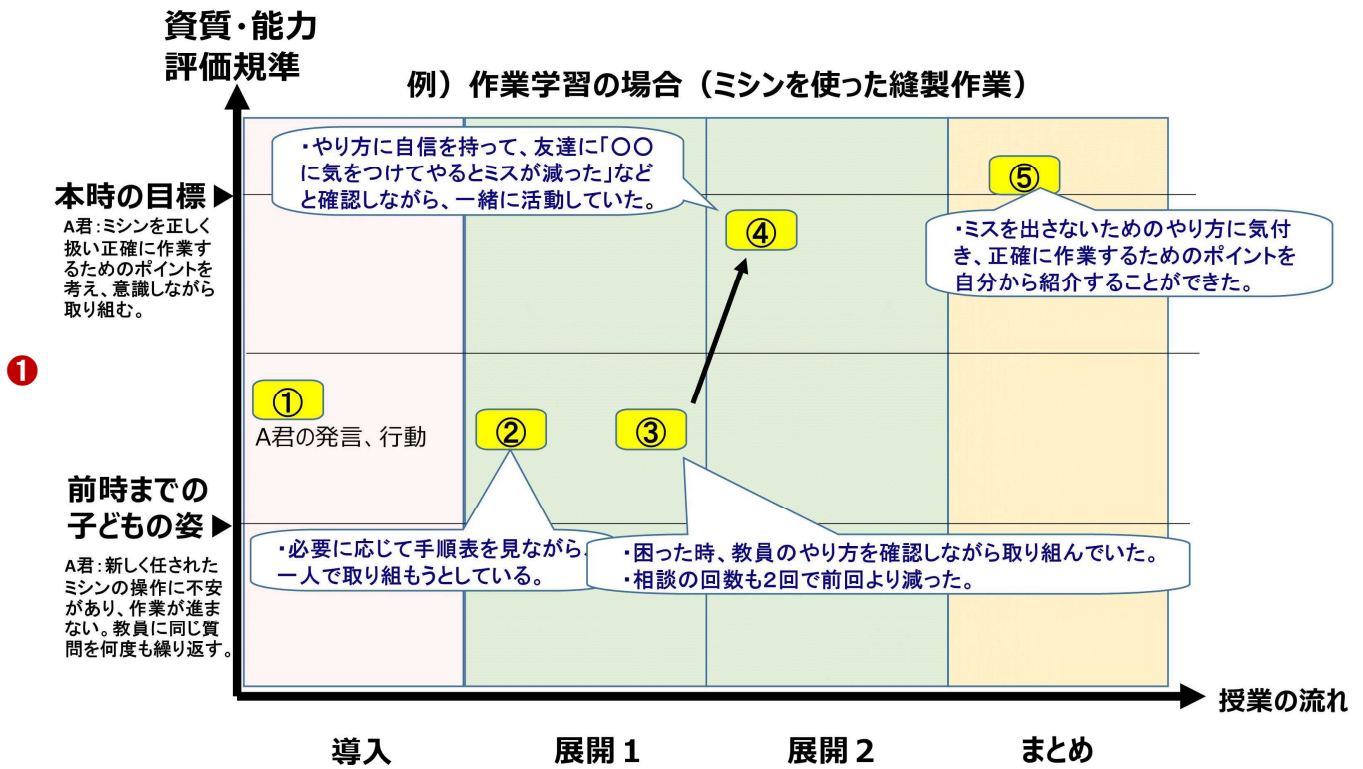 資質・能力
評価規準
例）作業学習の場合（ミシンを使った縫製作業）
・やり方に自信を持って、友達に「〇〇
に気をつけてやるとミスが減った」など
と確認しながら、一緒に活動していた。
本時の目標▶
A君：ミシンを正しく
扱い正確に作業す
るためのポイントを
考え、意識しながら
取り組む。
⑤
④
・ミスを出さないためのやり方に気付
き、正確に作業するためのポイントを
自分から紹介することができた。
❶
①
A君の発言、行動
②
③
前時までの
子どもの姿▶
A君：新しく任された
ミシンの操作に不安
があり、作業が進ま
ない。教員に同じ質
問を何度も繰り返す。
・必要に応じて手順表を見ながら、
一人で取り組もうとしている。
・困った時、教員のやり方を確認しながら取り組んでいた。
・相談の回数も２回で前回より減った。
授業の流れ
導入
展開１
展開２
まとめ